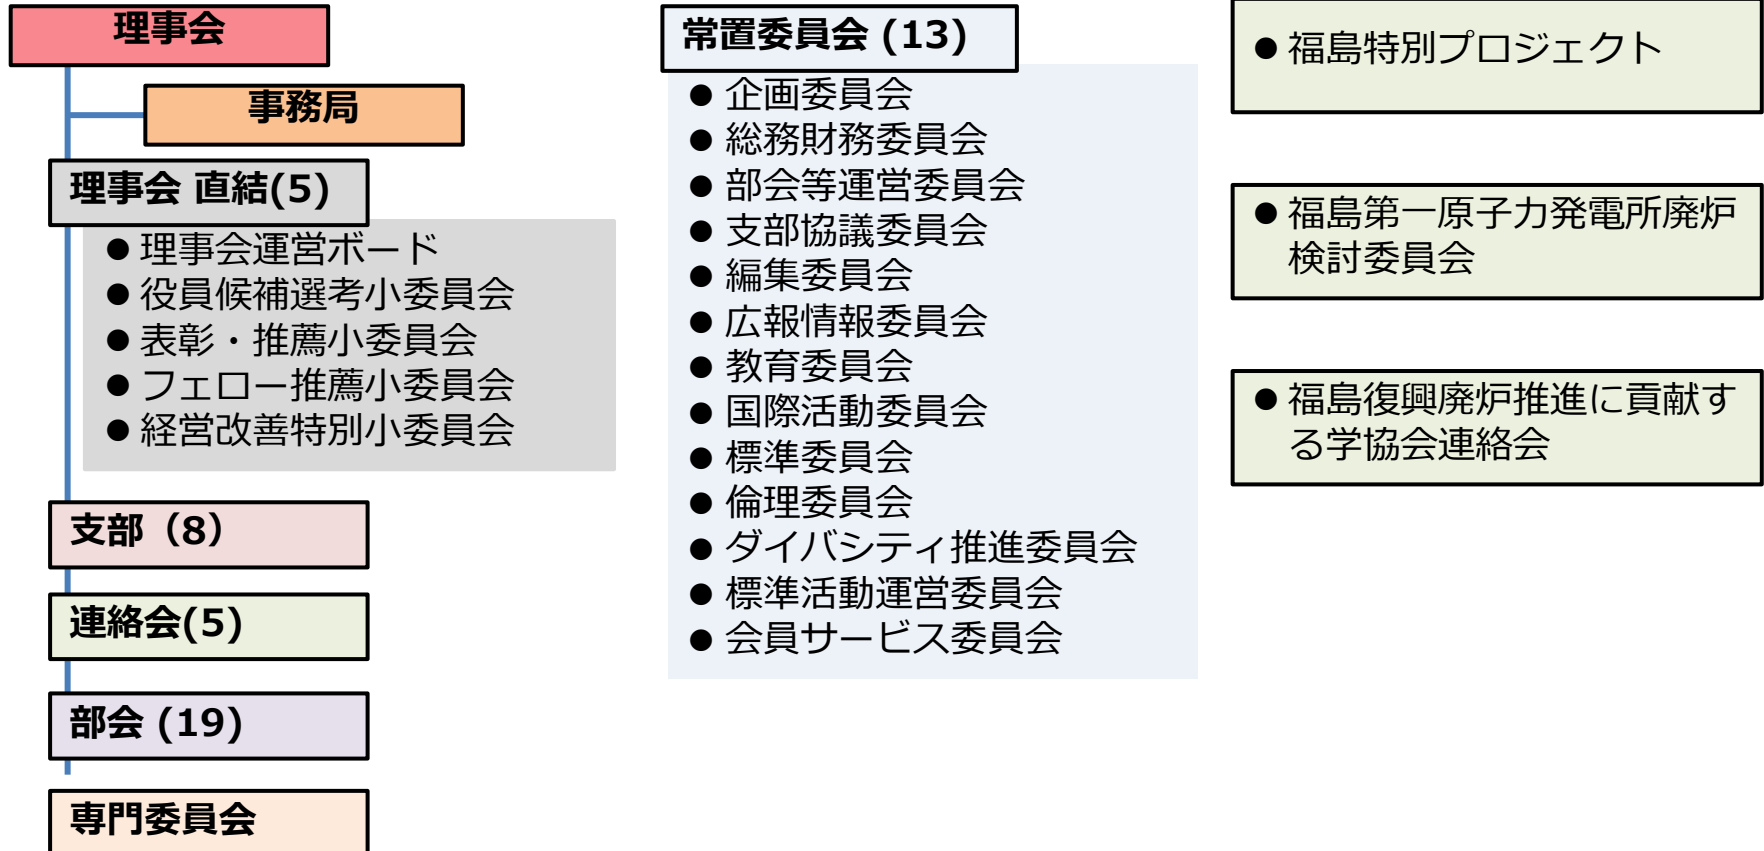 理事会
事務局
理事会 直結(5)
● 理事会運営ボード
● 役員候補選考小委員会
● 表彰・推薦小委員会
● フェロー推薦小委員会
● 経営改善特別小委員会
支部（8）
連絡会(5)
部会 (19)
専門委員会
常置委員会 (13)
● 企画委員会
● 総務財務委員会
● 部会等運営委員会
● 支部協議委員会
● 編集委員会
● 広報情報委員会
● 教育委員会
● 国際活動委員会
● 標準委員会
● 倫理委員会
● ダイバシティ推進委員会
● 標準活動運営委員会
● 会員サービス委員会
● 福島特別プロジェクト
● 福島第一原子力発電所廃炉
検討委員会
● 福島復興廃炉推進に貢献す
る学協会連絡会